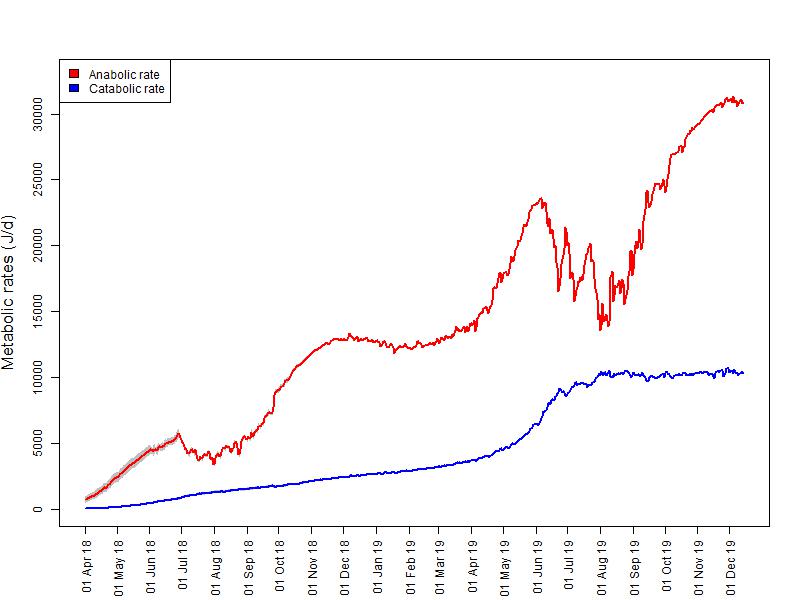 Anabolic rate
Catabolic rate
Metabolic rates (J/d)
30000
25000
20000
15000
10000
5000
0
01 Apr 18
01 May 18
01 Jun 18
01 Jul 18
01 Aug 18
01 Sep 18
01 Oct 18
01 Nov 18
01 Dec 18
01 Jan 19
01 Feb 19
01 Mar 19
01 Apr 19
01 May 19
01 Jun 19
01 Jul 19
01 Aug 19
01 Sep 19
01 Oct 19
01 Nov 19
01 Dec 19